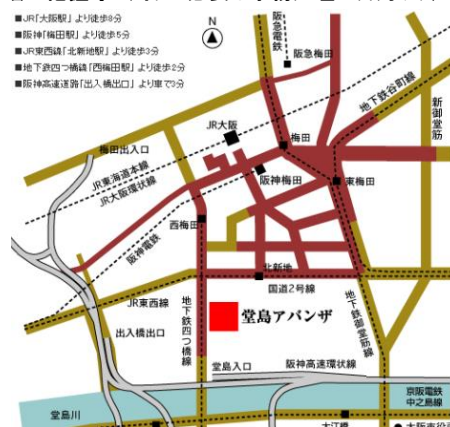 ■JR「大阪駅」より徒歩8分
■阪神「梅田駅」より徒歩5分
■JR東西線「北新地駅」より徒歩3分
■地下鉄四つ橋線「西梅田駅」より徒歩2分
■阪神高速道路「出入橋出口」より車で3分
N
阪急電鉄
阪急梅田
地下鉄谷町線
新御堂筋
JR大阪
梅田
梅田出入口
JR東海道本線
JR大阪環状線
阪神梅田
東梅田
西梅田
阪神電鉄
北新地
国道2号線
JR東西線
地下鉄四つ橋線
堂島アバンザ
地下鉄御堂筋線
出入橋出口
堂島入口
阪神高速環状線
京阪電鉄
中之島線
堂島川
大江橋